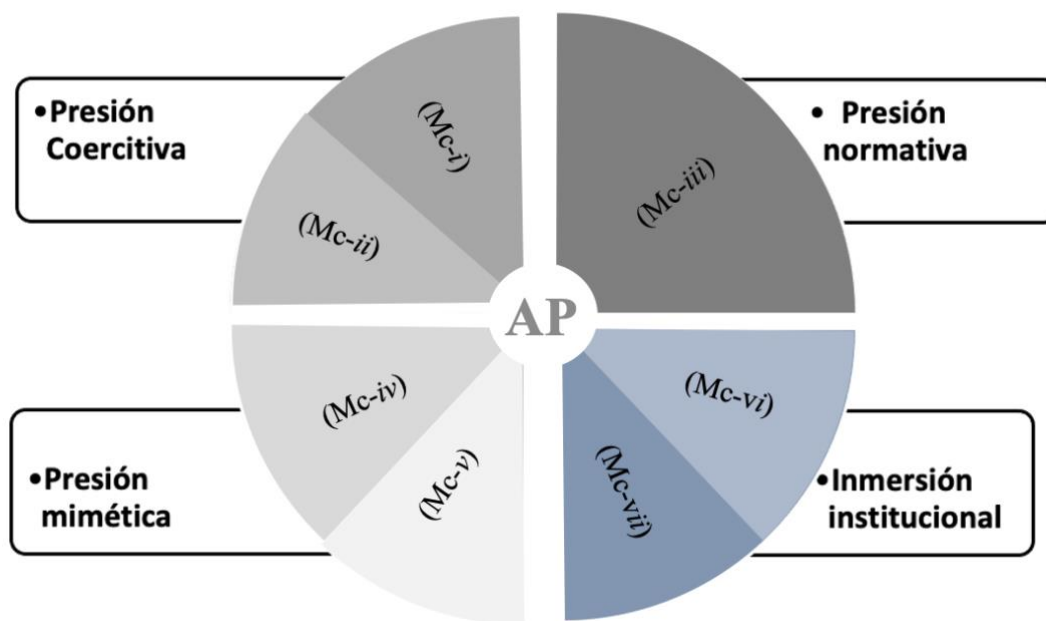 •Presión
Coercitiva
(Mc-i)
(Mc-ii)
• Presión
normativa
(Mc-iii)
AP
•Presión
mimética
(Mc-iv)
(Mc-v)
(Mc-vi)
(Mc-vii)
•Inmersión
institucional